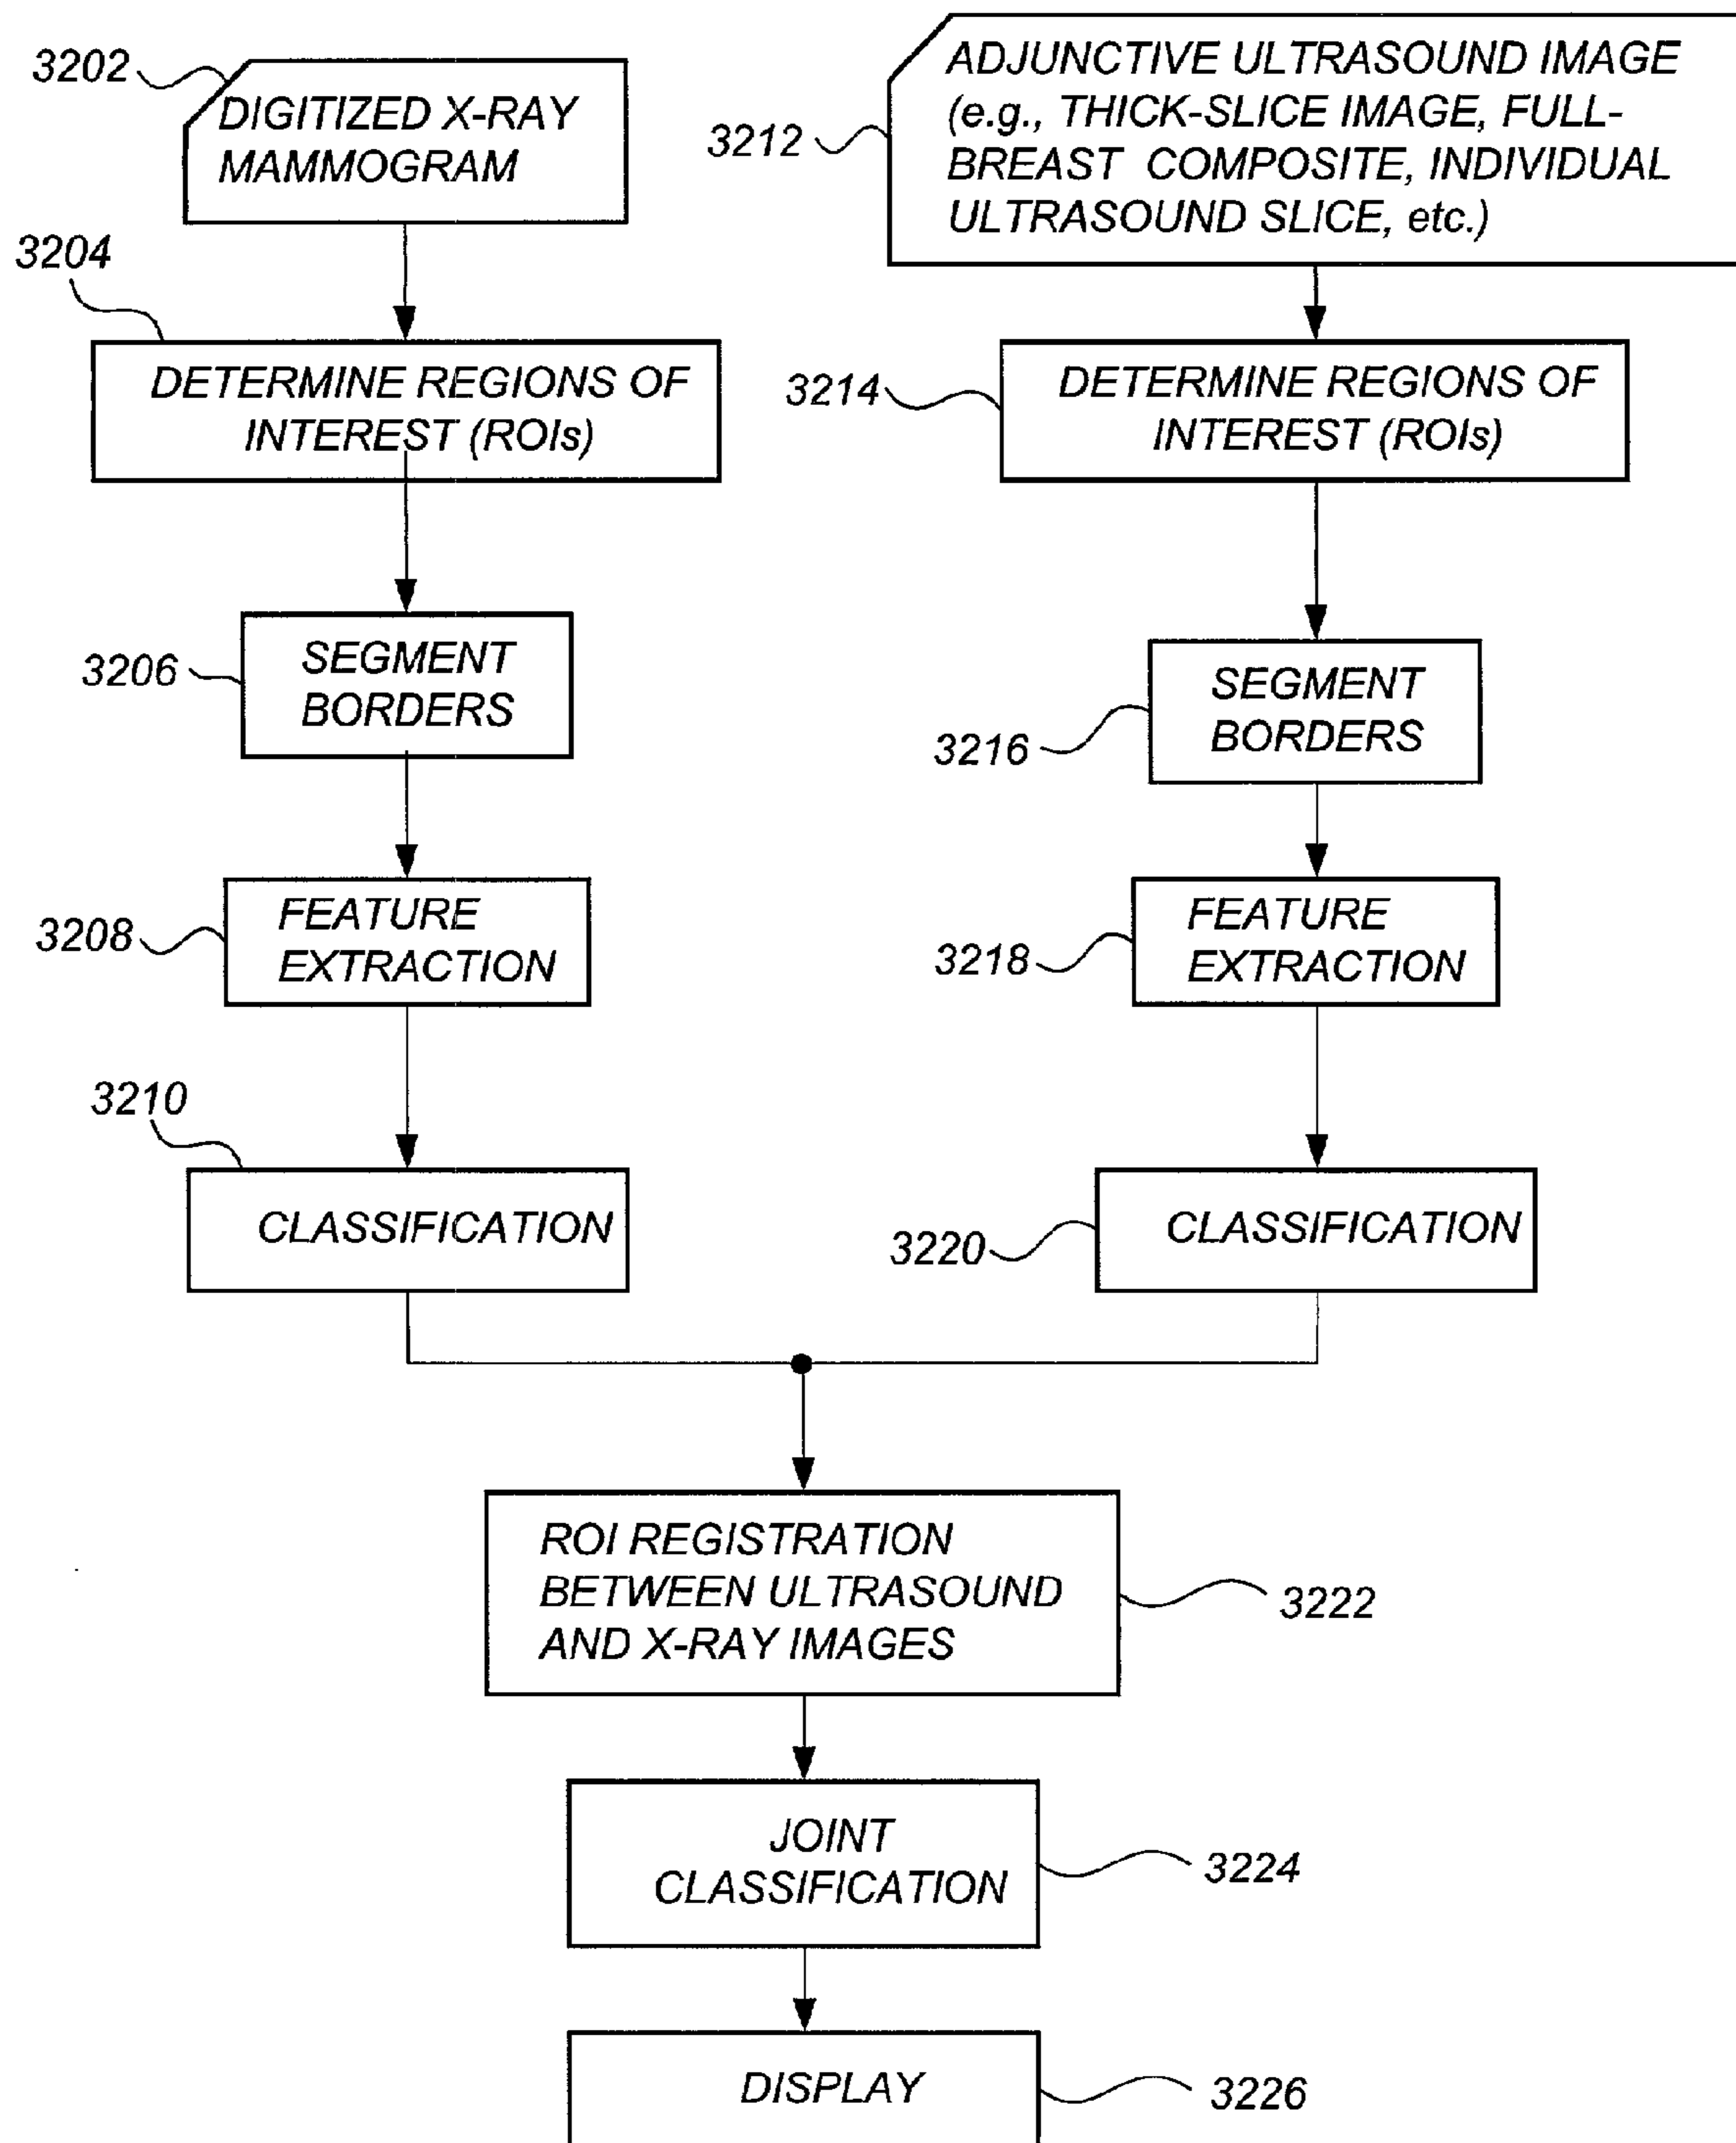 3202
DIGITIZED X-RAY
MAMMOGRAM
3204
DETERMINE REGIONS OF
INTEREST (ROIs)
3206
SEGMENT
BORDERS
3208
FEATURE
EXTRACTION
3210
CLASSIFICATION
3212
ADJUNCTIVE ULTRASOUND IMAGE
(e.g., THICK-SLICE IMAGE, FULL-
BREAST COMPOSITE, INDIVIDUAL
ULTRASOUND SLICE, etc.)
3214
DETERMINE REGIONS OF
INTEREST (ROIs)
3216
SEGMENT
BORDERS
3218
FEATURE
EXTRACTION
3220
CLASSIFICATION
ROI REGISTRATION
BETWEEN ULTRASOUND
AND X-RAY IMAGES
3222
JOINT
CLASSIFICATION
3224
DISPLAY
3226